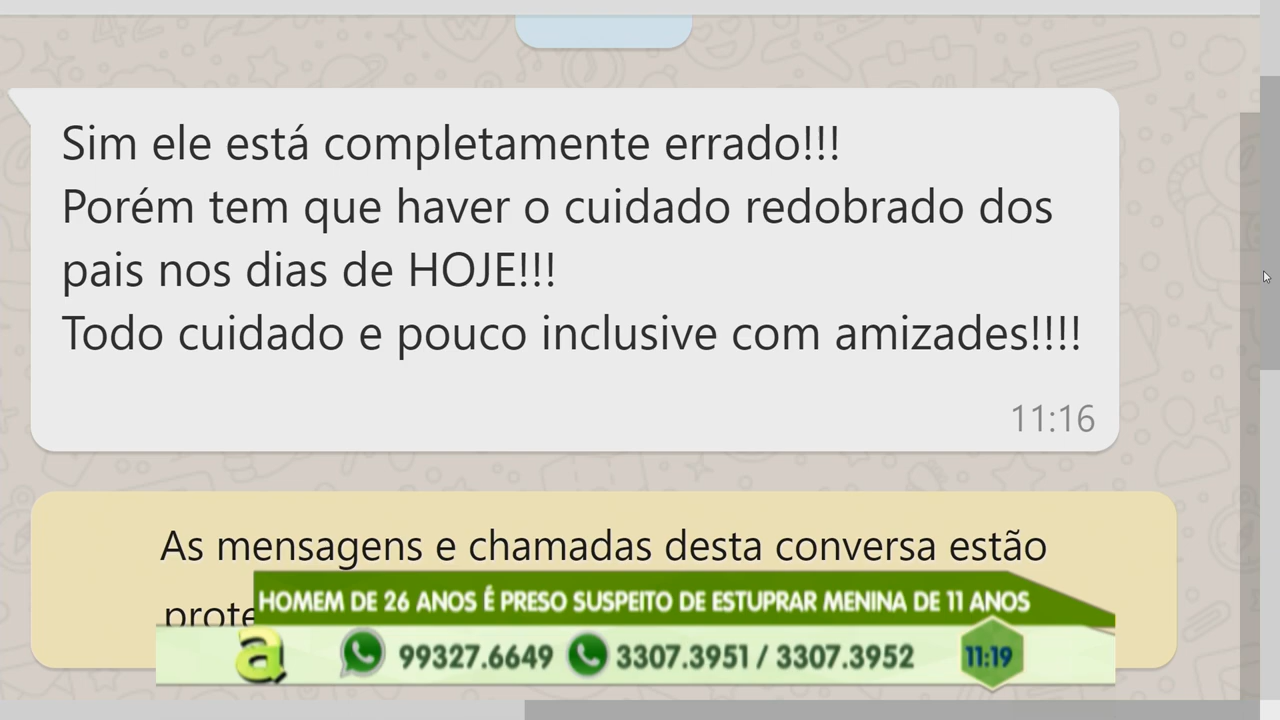 Sim ele está completamente errado!!!
Porém tem que haver o cuidado redobrado dos
pais nos dias de HOJE!!!
Todo cuidado e pouco inclusive com amizades!!!!
11:16
As mensagens e chamadas desta conversa estão
prote
HOMEM DE 26 ANOS É PRESO SUSPEITO DE ESTUPRAR MENINA DE 11 ANOS
a 99327.6649 3307.3951 / 3307.3952 11:19